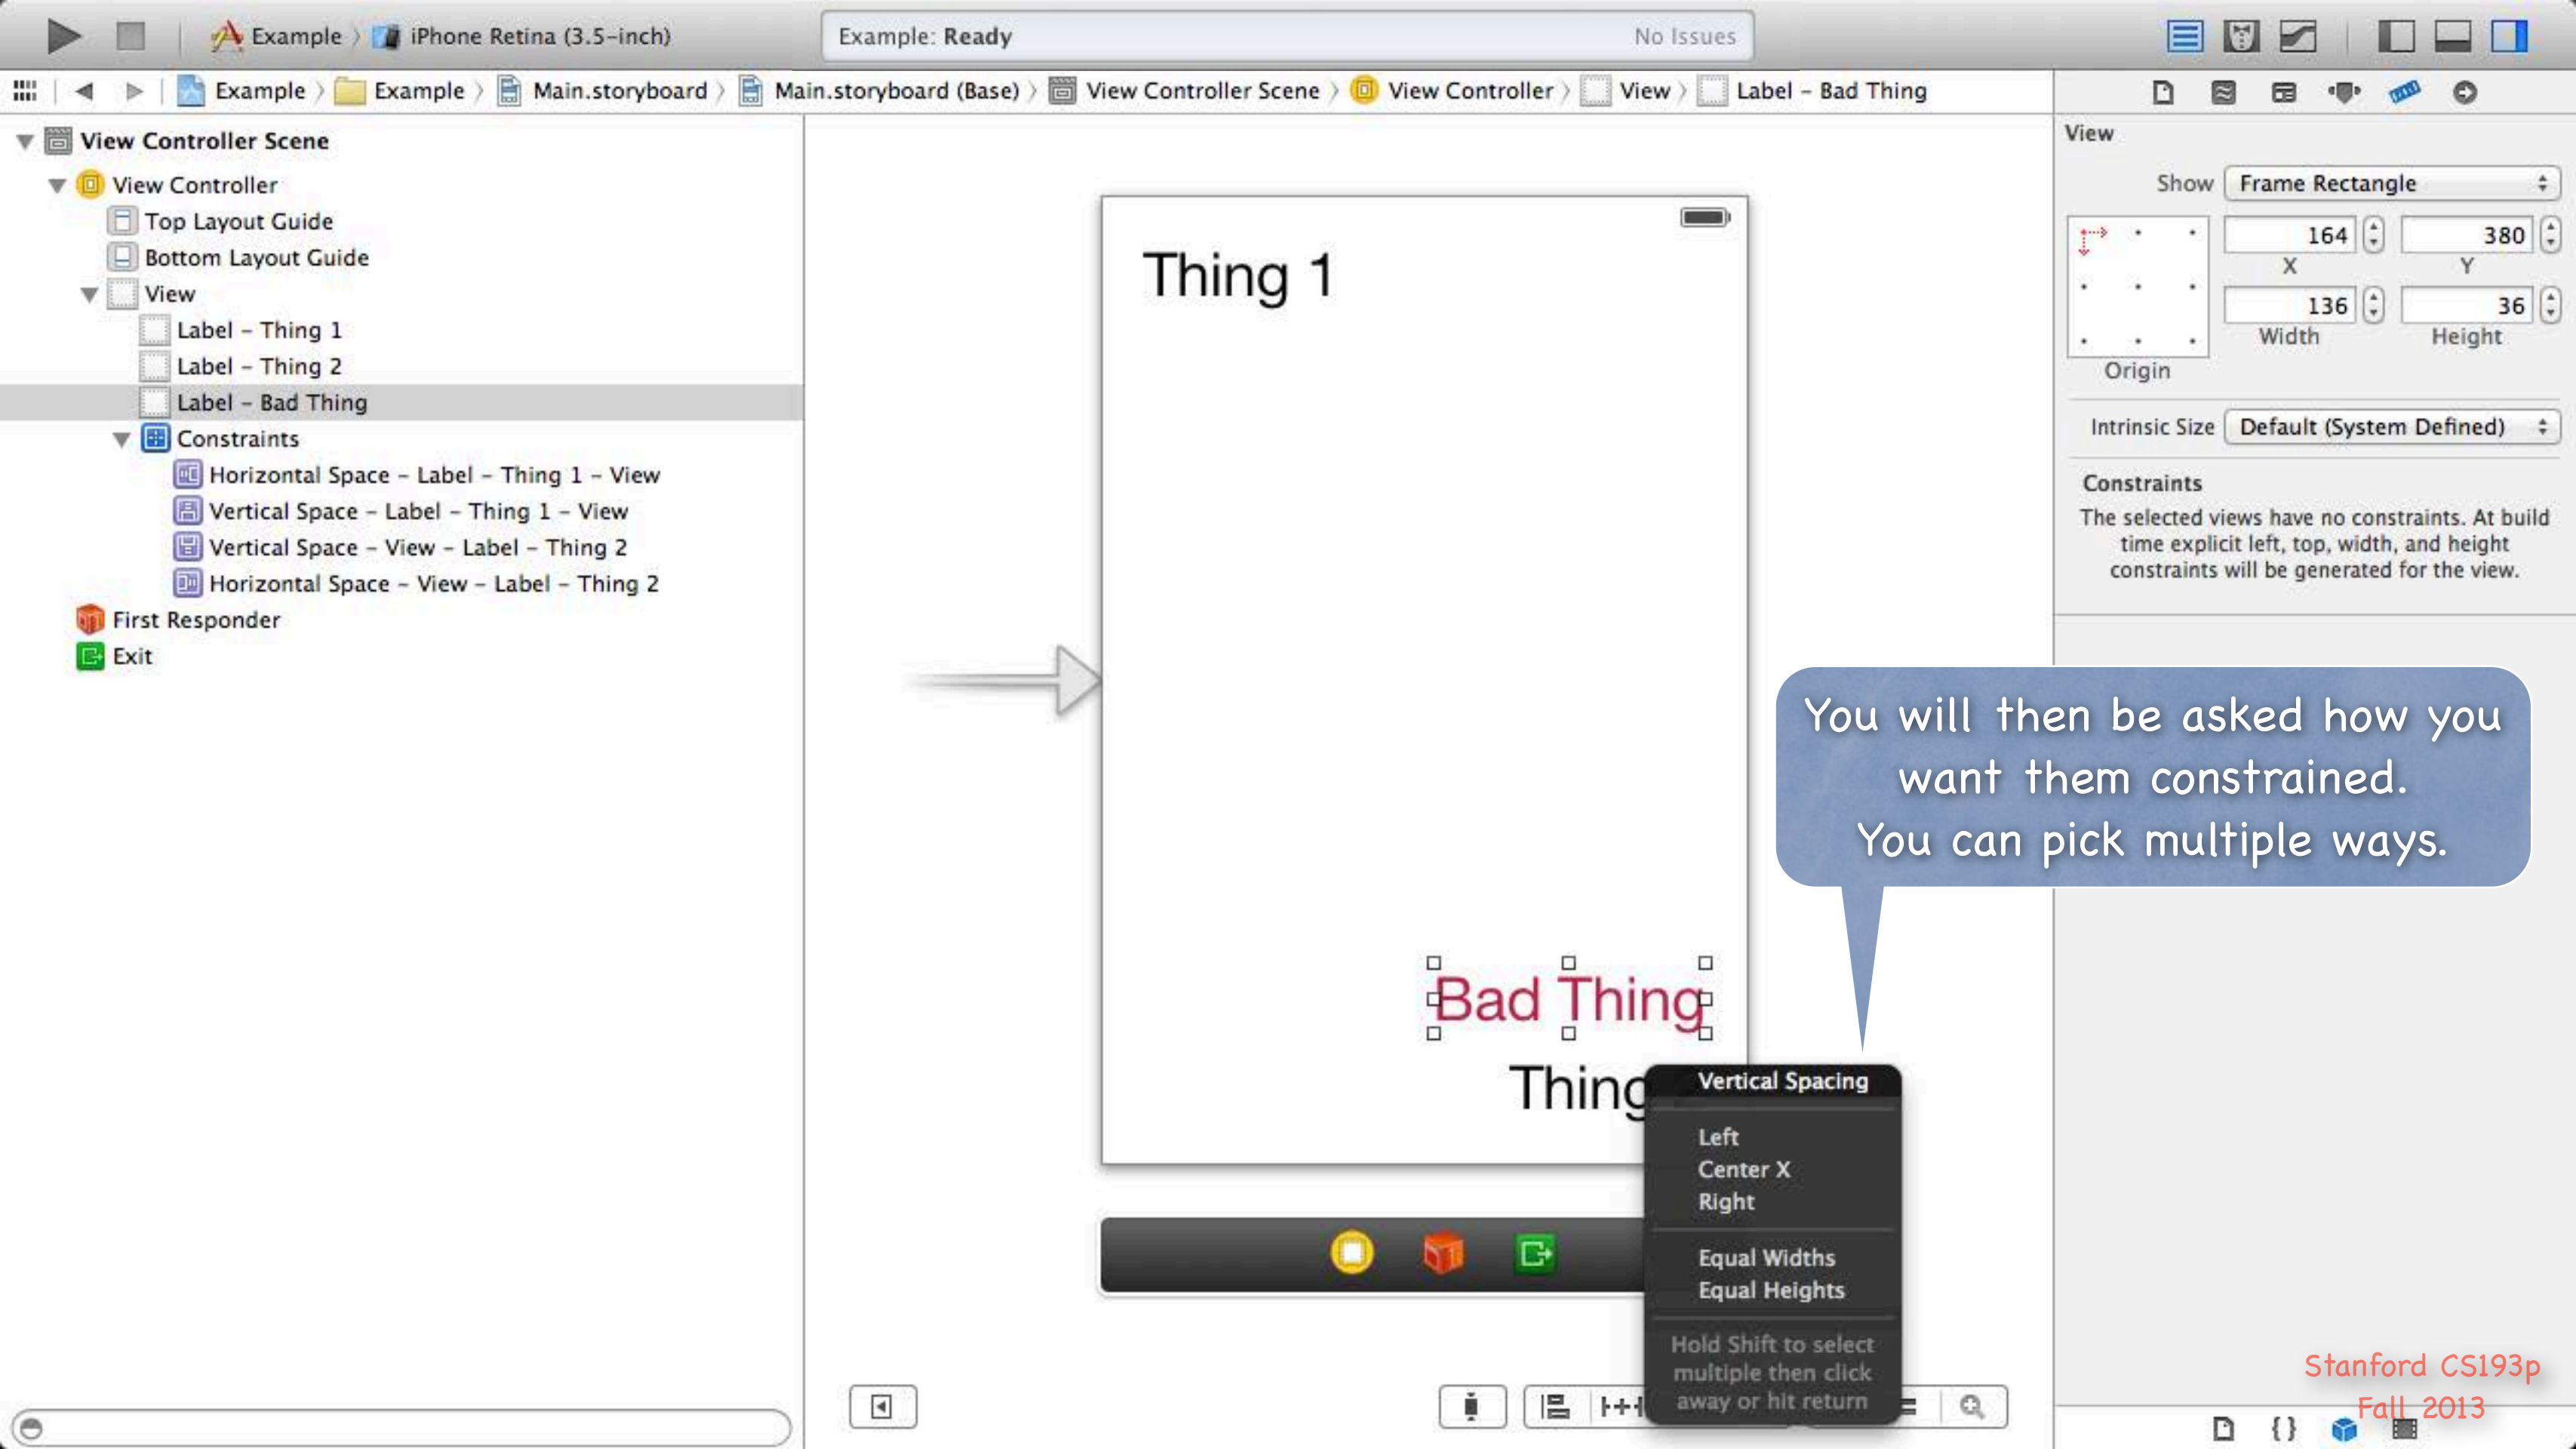 Example 〉 iPhone Retina (3.5-inch)
Example: Ready
No Issues
Example 〉 Example 〉 Main.storyboard 〉 Main.storyboard (Base) 〉 View Controller Scene 〉 View Controller 〉 View 〉 Label – Bad Thing
View Controller Scene
View Controller
Top Layout Guide
Bottom Layout Guide
View
Label – Thing 1
Label – Thing 2
Label – Bad Thing
Constraints
Horizontal Space – Label – Thing 1 – View
Vertical Space – Label – Thing 1 – View
Vertical Space – View – Label – Thing 2
Horizontal Space – View – Label – Thing 2
First Responder
Exit
Thing 1
Bad Thing
Thing
Vertical Spacing
Left
Center X
Right
Equal Widths
Equal Heights
Hold Shift to select
multiple then click
away or hit return
View
Show Frame Rectangle
164 380
X Y
136 36
Width Height
Origin
Intrinsic Size Default (System Defined)
Constraints
The selected views have no constraints. At build
time explicit left, top, width, and height
constraints will be generated for the view.
You will then be asked how you
want them constrained.
You can pick multiple ways.
Stanford CS193p
Fall 2013
{ }